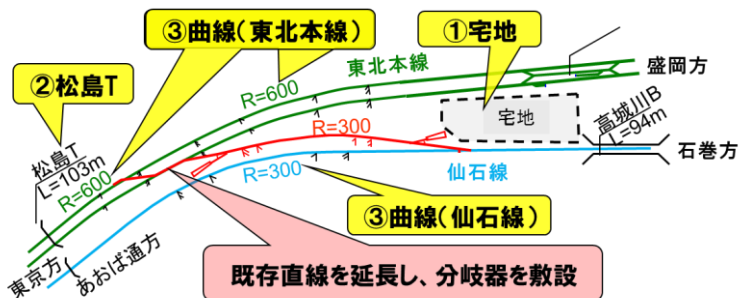 ③曲線(東北本線)
①宅地
東北本線
盛岡方
②松島T
R=600
高城川B
L=94m
宅地
R=300
松島T
L=103m
R=600
石巻方
R=300
仙石線
③曲線(仙石線)
東京方
あおば通方
既存直線を延長し、分岐器を敷設